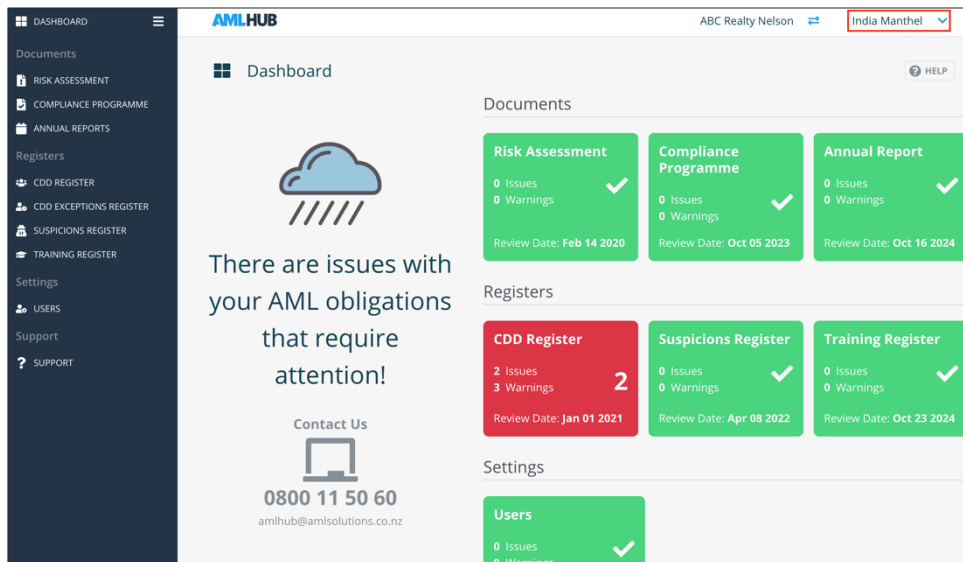 DASHBOARD
Documents
RISK ASSESSMENT
COMPLIANCE PROGRAMME
ANNUAL REPORTS
Registers
CDD REGISTER
CDD EXCEPTIONS REGISTER
SUSPICIONS REGISTER
TRAINING REGISTER
Settings
USERS
Support
? SUPPORT
AMLHUB
ABC Realty Nelson
India Manthel
Dashboard
? HELP
There are issues with
your AML obligations
that require
attention!
Contact Us
0800 11 50 60
amlhub@amlsolutions.co.nz
Documents
Risk Assessment
0 Issues
0 Warnings
Review Date: Feb 14 2020
Compliance
Programme
0 Issues
0 Warnings
Review Date: Oct 05 2023
Annual Report
0 Issues
0 Warnings
Review Date: Oct 16 2024
Registers
CDD Register
2 Issues
3 Warnings
2
Review Date: Jan 01 2021
Suspicions Register
0 Issues
0 Warnings
Review Date: Apr 08 2022
Training Register
0 Issues
0 Warnings
Review Date: Oct 23 2024
Settings
Users
0 Issues
0 Warnings